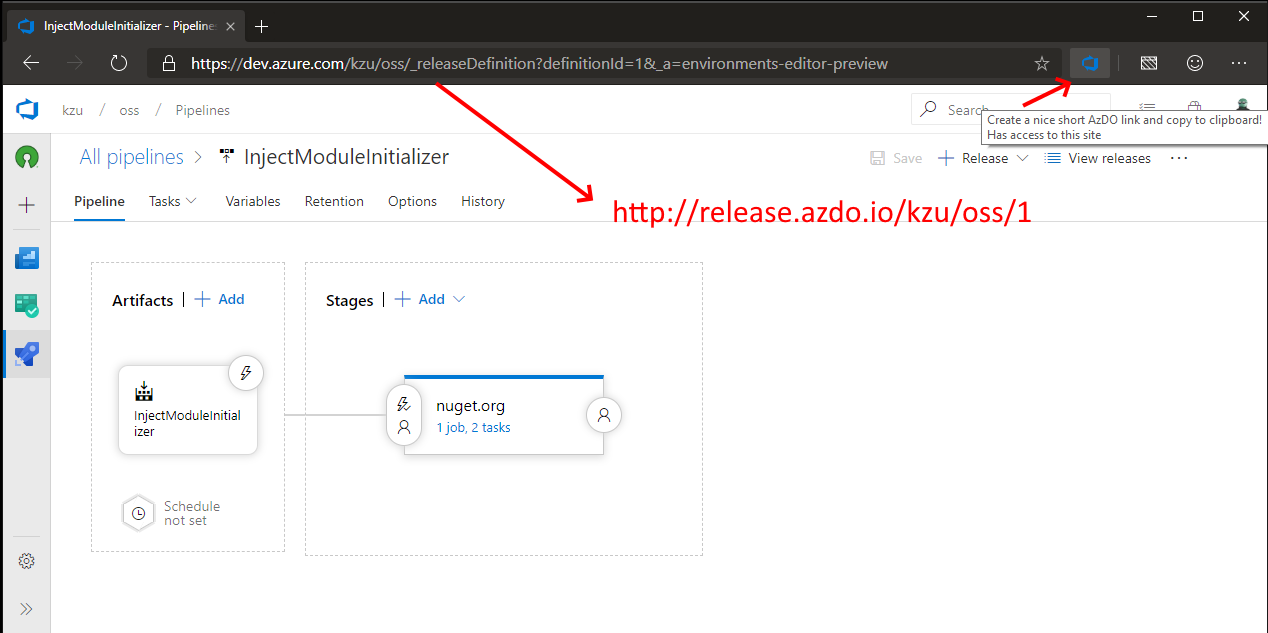 InjectModuleInitializer - Pipeline
https://dev.azure.com/kzu/oss/_releaseDefinition?definitionId=1&_a=environments-editor-preview
kzu / oss / Pipelines
Search
Create a nice short AzDO link and copy to clipboard!
Has access to this site
All pipelines > InjectModuleInitializer
Save + Release View releases ...
Pipeline Tasks Variables Retention Options History
http://release.azdo.io/kzu/oss/1
Artifacts | + Add
Stages | + Add
InjectModuleInitial
izer
nuget.org
1 job, 2 tasks
Schedule
not set